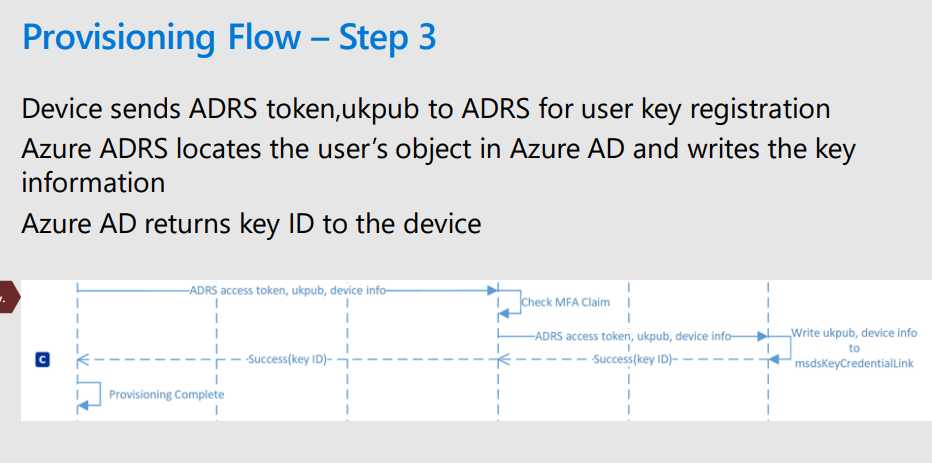 Provisioning Flow – Step 3
Device sends ADRS token,ukpub to ADRS for user key registration
Azure ADRS locates the user's object in Azure AD and writes the key
information
Azure AD returns key ID to the device
ADRS access token, ukpub, device info
Check MFA Claim
ADRS access token, ukpub, device info
Write ukpub, device info
to
msdsKeyCredentialLink
C
Success(key ID)
Success(key ID)
Provisioning Complete